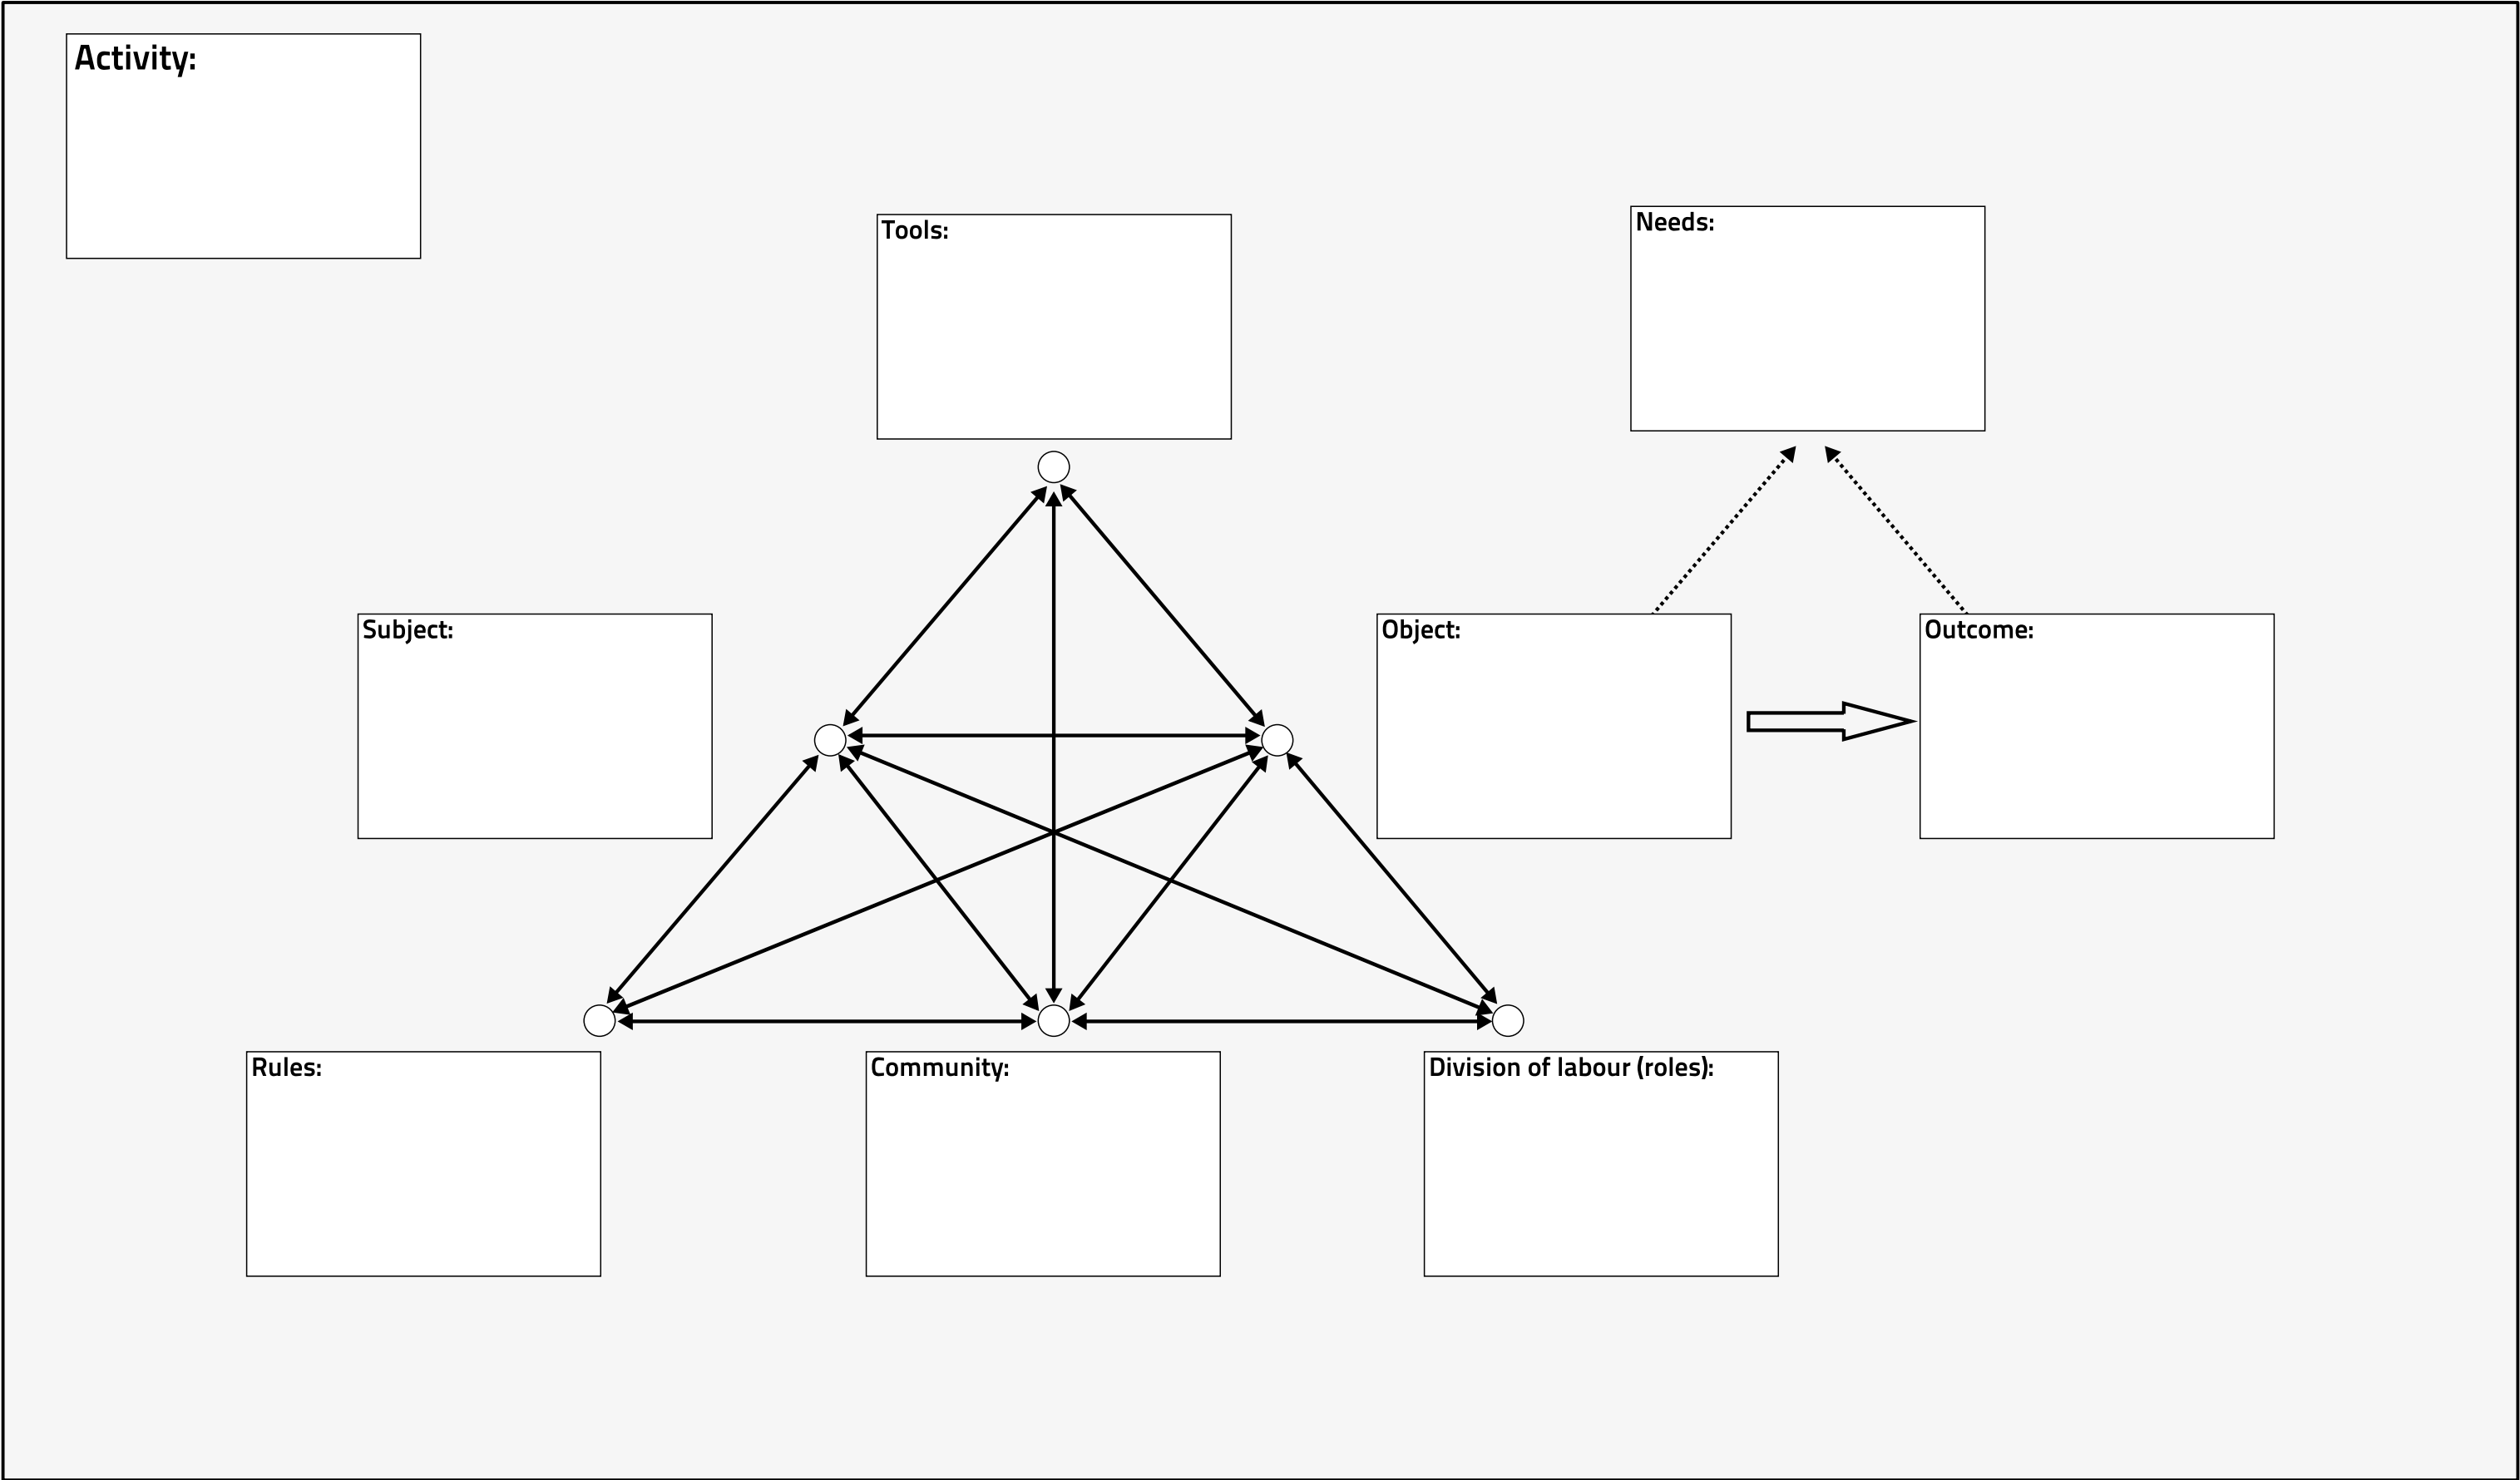 Activity:
Tools:
Needs:
Subject:
Object:
Outcome:
Rules:
Community:
Division of labour (roles):